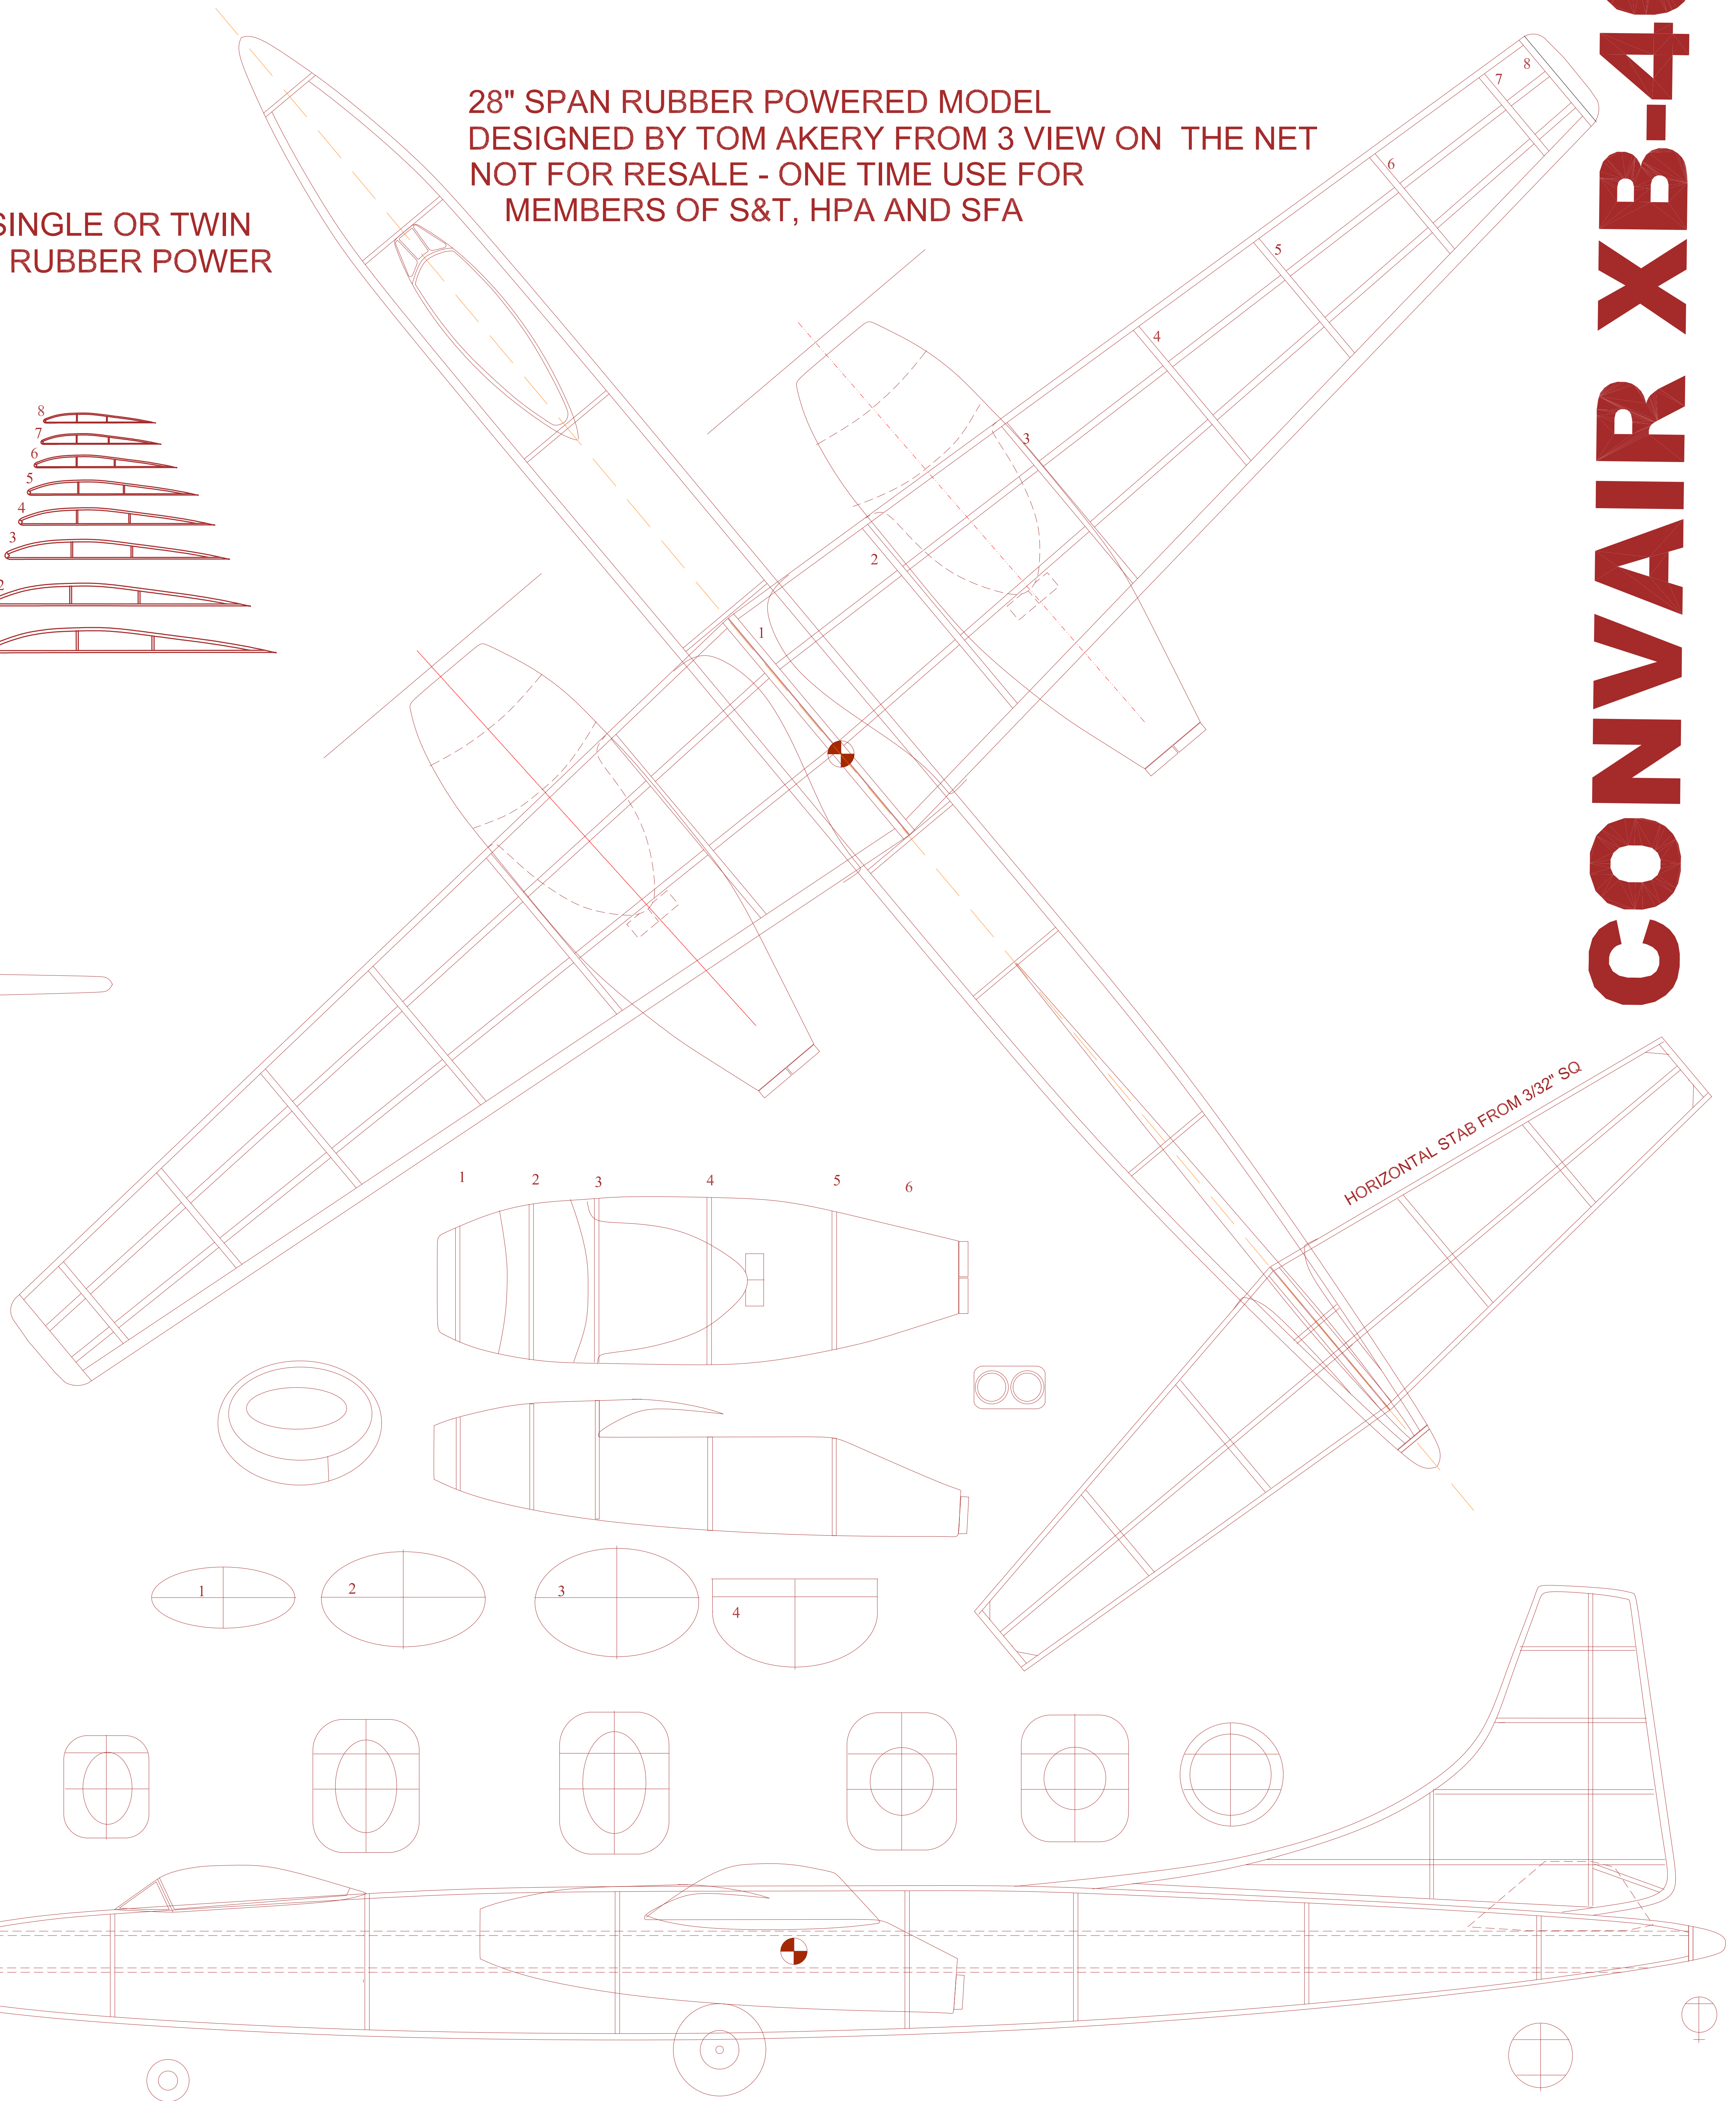 28" SPAN RUBBER POWERED MODEL
DESIGNED BY TOM AKERY FROM 3 VIEW ON THE NET
NOT FOR RESALE - ONE TIME USE FOR
MEMBERS OF S&T, HPA AND SFA
SINGLE OR TWIN
RUBBER POWER
CONVAIR XB-4
8
7
6
5
4
3
2
1
8
7
6
5
4
3
2
HORIZONTAL STAB FROM 3/32" SQ
1 2 3 4 5 6
1 2 3 4